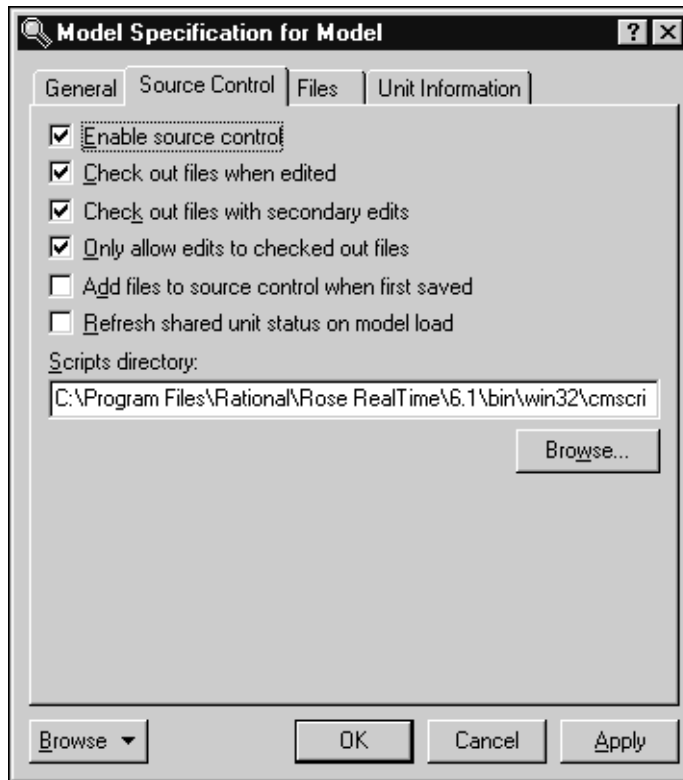 Model Specification for Model
General Source Control Files Unit Information
Enable source control
Check out files when edited
Check out files with secondary edits
Only allow edits to checked out files
Add files to source control when first saved
Refresh shared unit status on model load
Scripts directory:
C:\Program Files\Rational\Rose RealTime\6.1\bin\win32\cmscri
Browse...
Browse OK Cancel Apply